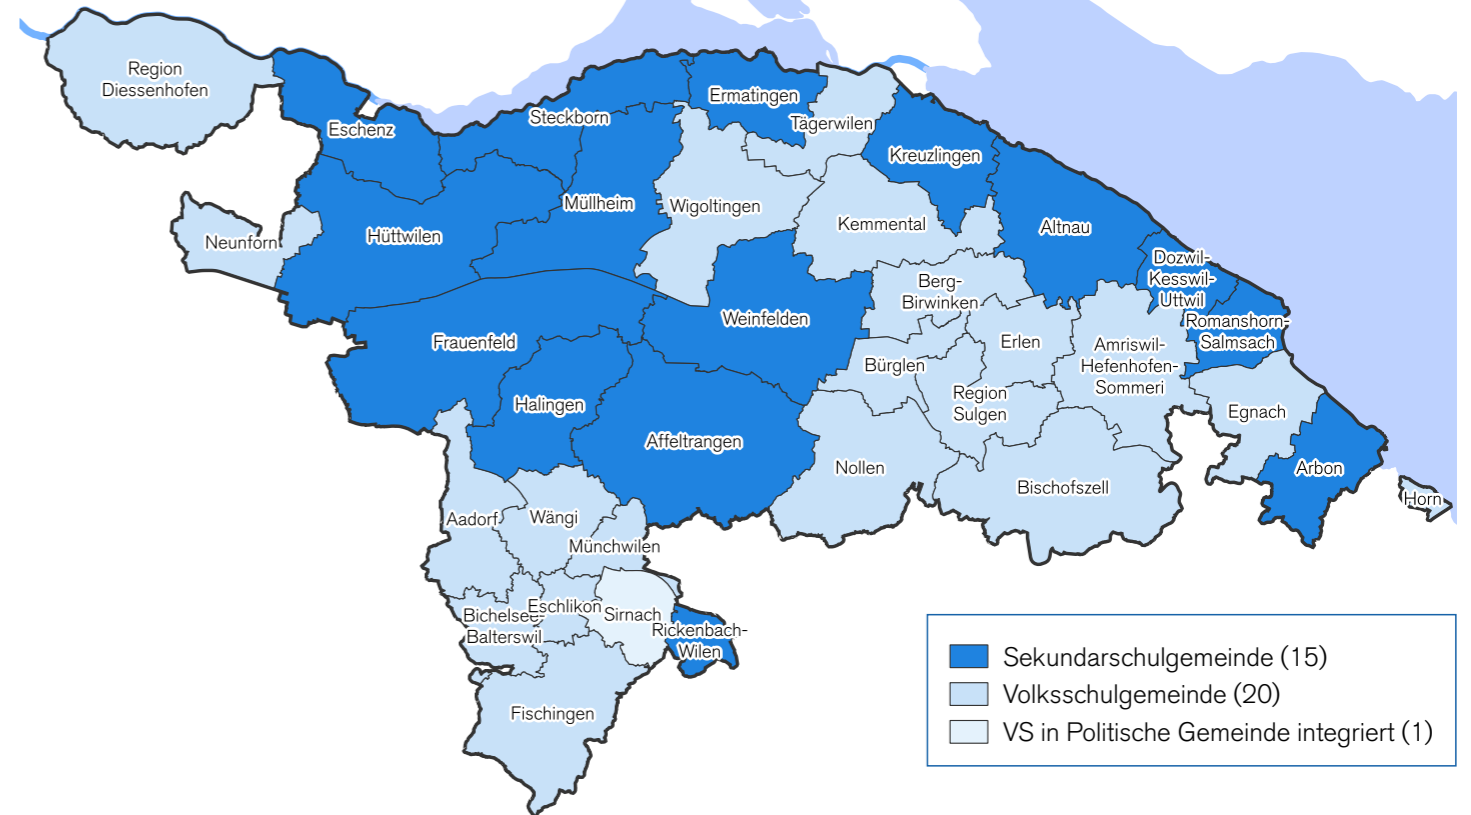 Region
Diessenhofen
Eschenz
Steckborn
Ermatingen
Tägerwilen
Kreuzlingen
Neunforn
Hüttwilen
Müllheim
Wigoltingen
Kemmental
Altnau
Dozwil-
Kesswil-
Uttwil
Romanshorn-
Salmsach
Berg-
Birwinken
Weinfelden
Frauenfeld
Erlen
Amriswil-
Hefenhofen-
Sommeri
Bürglen
Region
Sulgen
Halingen
Affeltrangen
Egnach
Nollen
Bischofszell
Arbon
Horn
Aadorf
Wängi
Münchwilen
Bichelsee-
Balterswil
Eschlikon
Sirnach
Rickenbach-
Wilen
Fischingen
Sekundarschulgemeinde (15)
Volksschulgemeinde (20)
VS in Politische Gemeinde integriert (1)